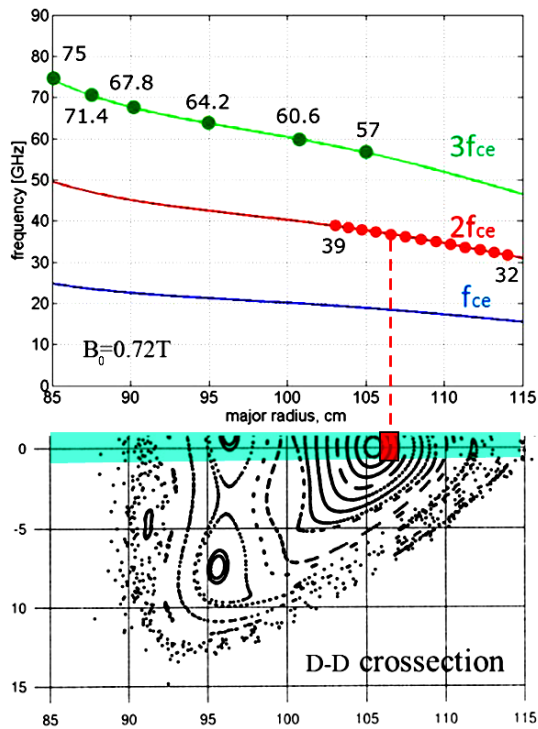 90
80
70
60
50
40
30
20
10
0
frequency [GHz]
75
71.4
67.8
64.2
60.6
57
3fce
39
2fce
32
fce
B0=0.72T
85 90 95 100 105 110 115
major radius, cm
0
-5
10
15
D-D crossection
85 90 95 100 106 110 115